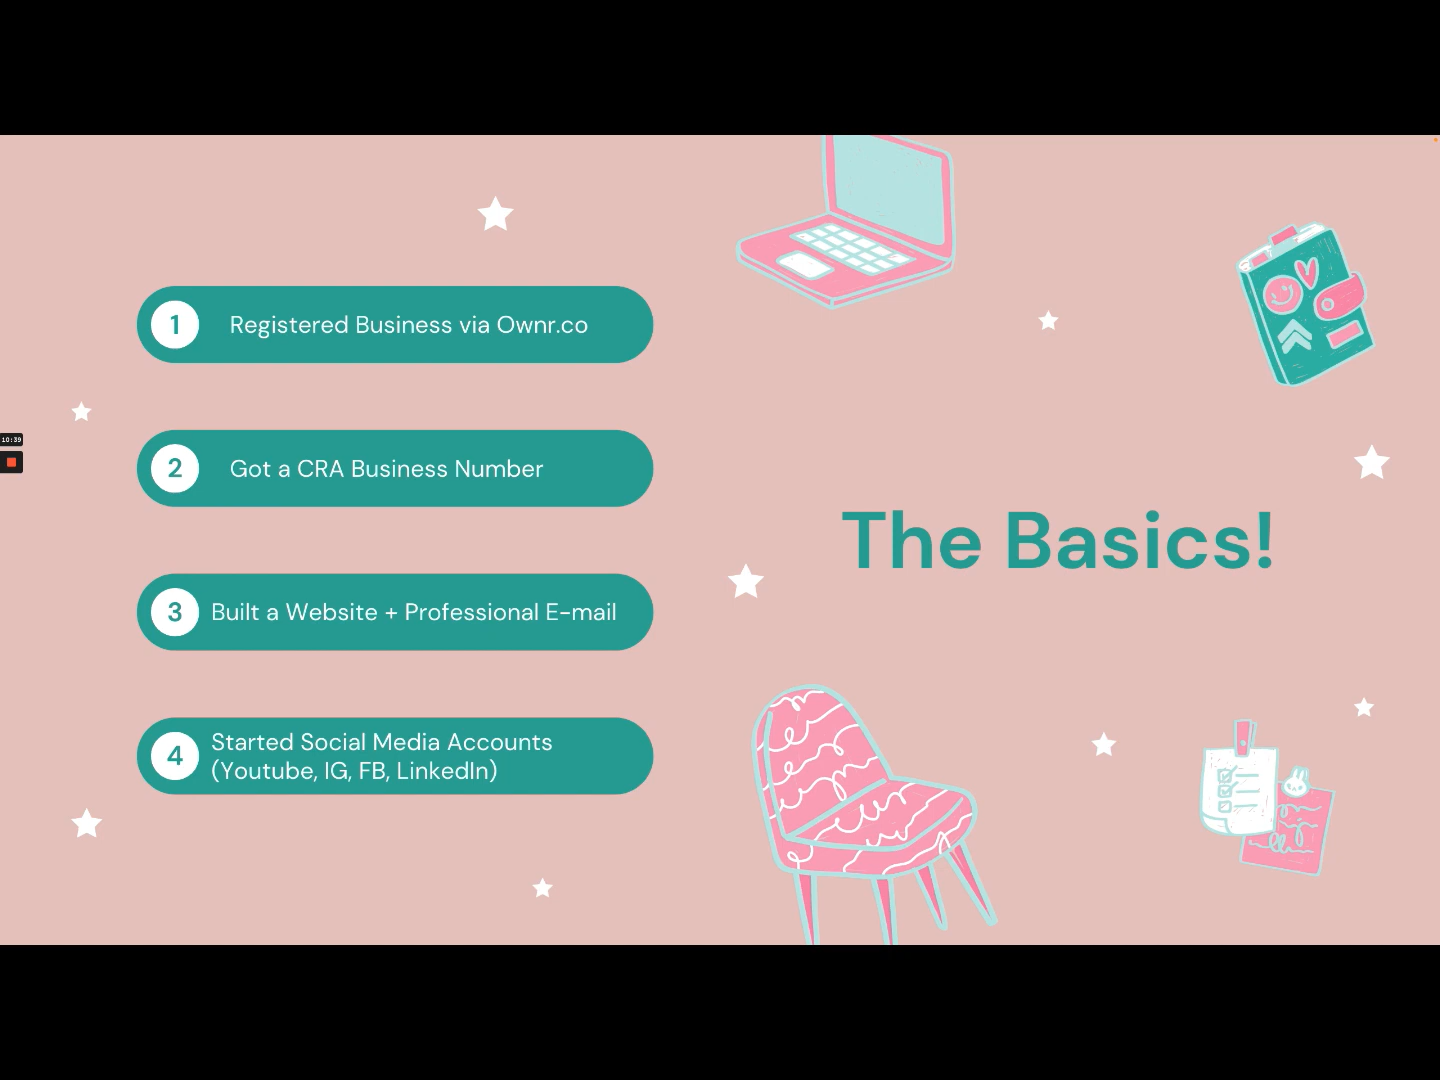 1 Registered Business via Ownr.co
2 Got a CRA Business Number
3 Built a Website + Professional E-mail
4 Started Social Media Accounts
(Youtube, IG, FB, LinkedIn)
The Basics!
10:39